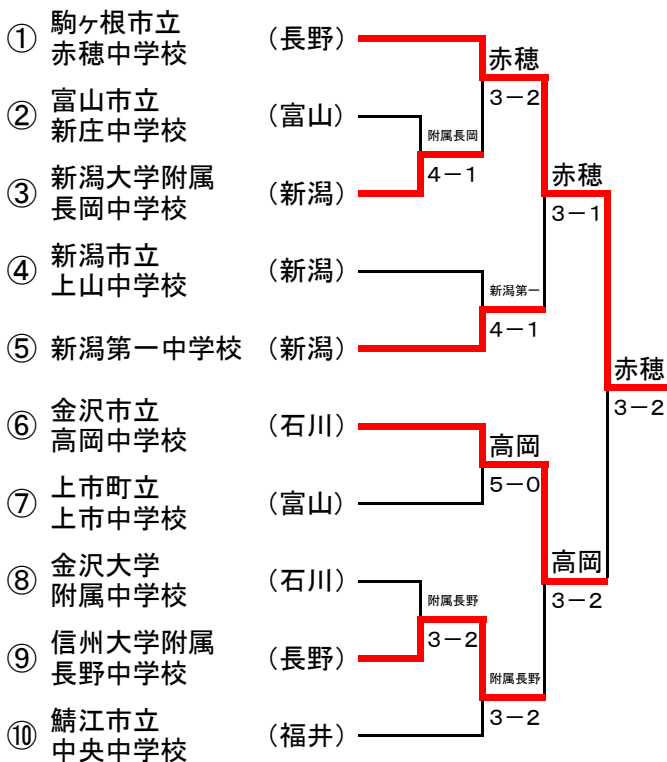 ① 駒ヶ根市立
赤穂中学校
（長野）
② 富山市立
新庄中学校
（富山）
③ 新潟大学附属
長岡中学校
（新潟）
④ 新潟市立
上山中学校
（新潟）
⑤ 新潟第一中学校
（新潟）
⑥ 金沢市立
高岡中学校
（石川）
⑦ 上市町立
上市中学校
（富山）
⑧ 金沢大学
附属中学校
（石川）
⑨ 信州大学附属
長野中学校
（長野）
⑩ 鯖江市立
中央中学校
（福井）
附属長岡
4－1
附属長野
3－2
赤穂
3－2
新潟第一
4－1
高岡
5－0
附属長野
3－2
赤穂
3－1
高岡
3－2
赤穂
3－2